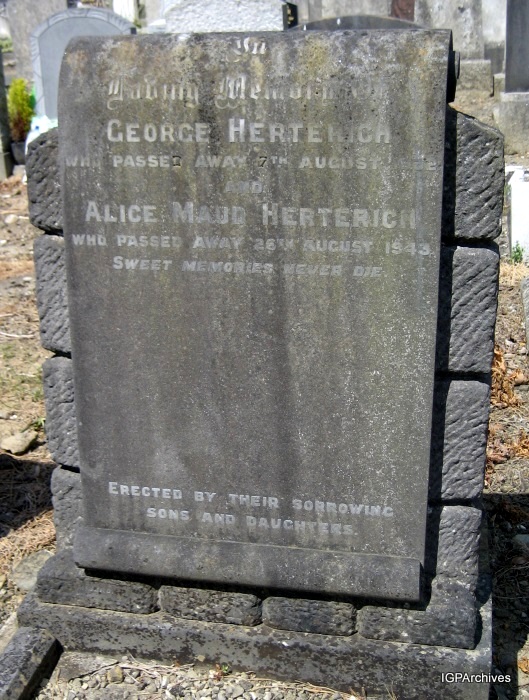 In
Loving Memory of
GEORGE HERTERICH
WHO PASSED AWAY 7TH AUGUST
AND
ALICE MAUD HERTERICH
WHO PASSED AWAY 26TH AUGUST 1943.
SWEET MEMORIES NEVER DIE.
ERECTED BY THEIR SORROWING
SONS AND DAUGHTERS.
IGPArchives